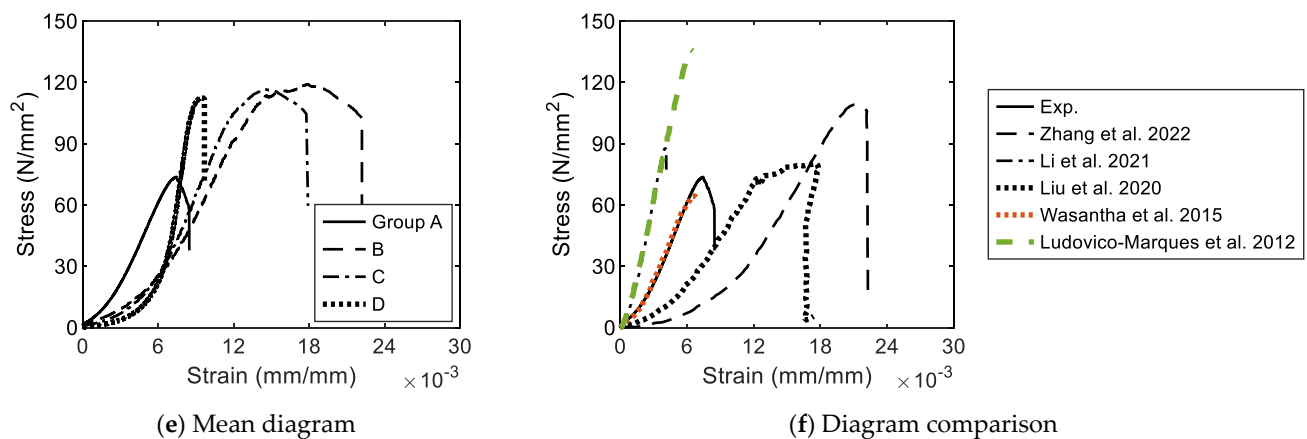 150
120
90
60
30
0
Stress (N/mm²)
Group A
B
C
D
0 6 12 18 24 30
Strain (mm/mm) ×10⁻³
(e) Mean diagram
150
120
90
60
30
0
Stress (N/mm²)
0 6 12 18 24 30
Strain (mm/mm) ×10⁻³
(f) Diagram comparison
Exp.
Zhang et al. 2022
Li et al. 2021
Liu et al. 2020
Wasantha et al. 2015
Ludovico-Marques et al. 2012